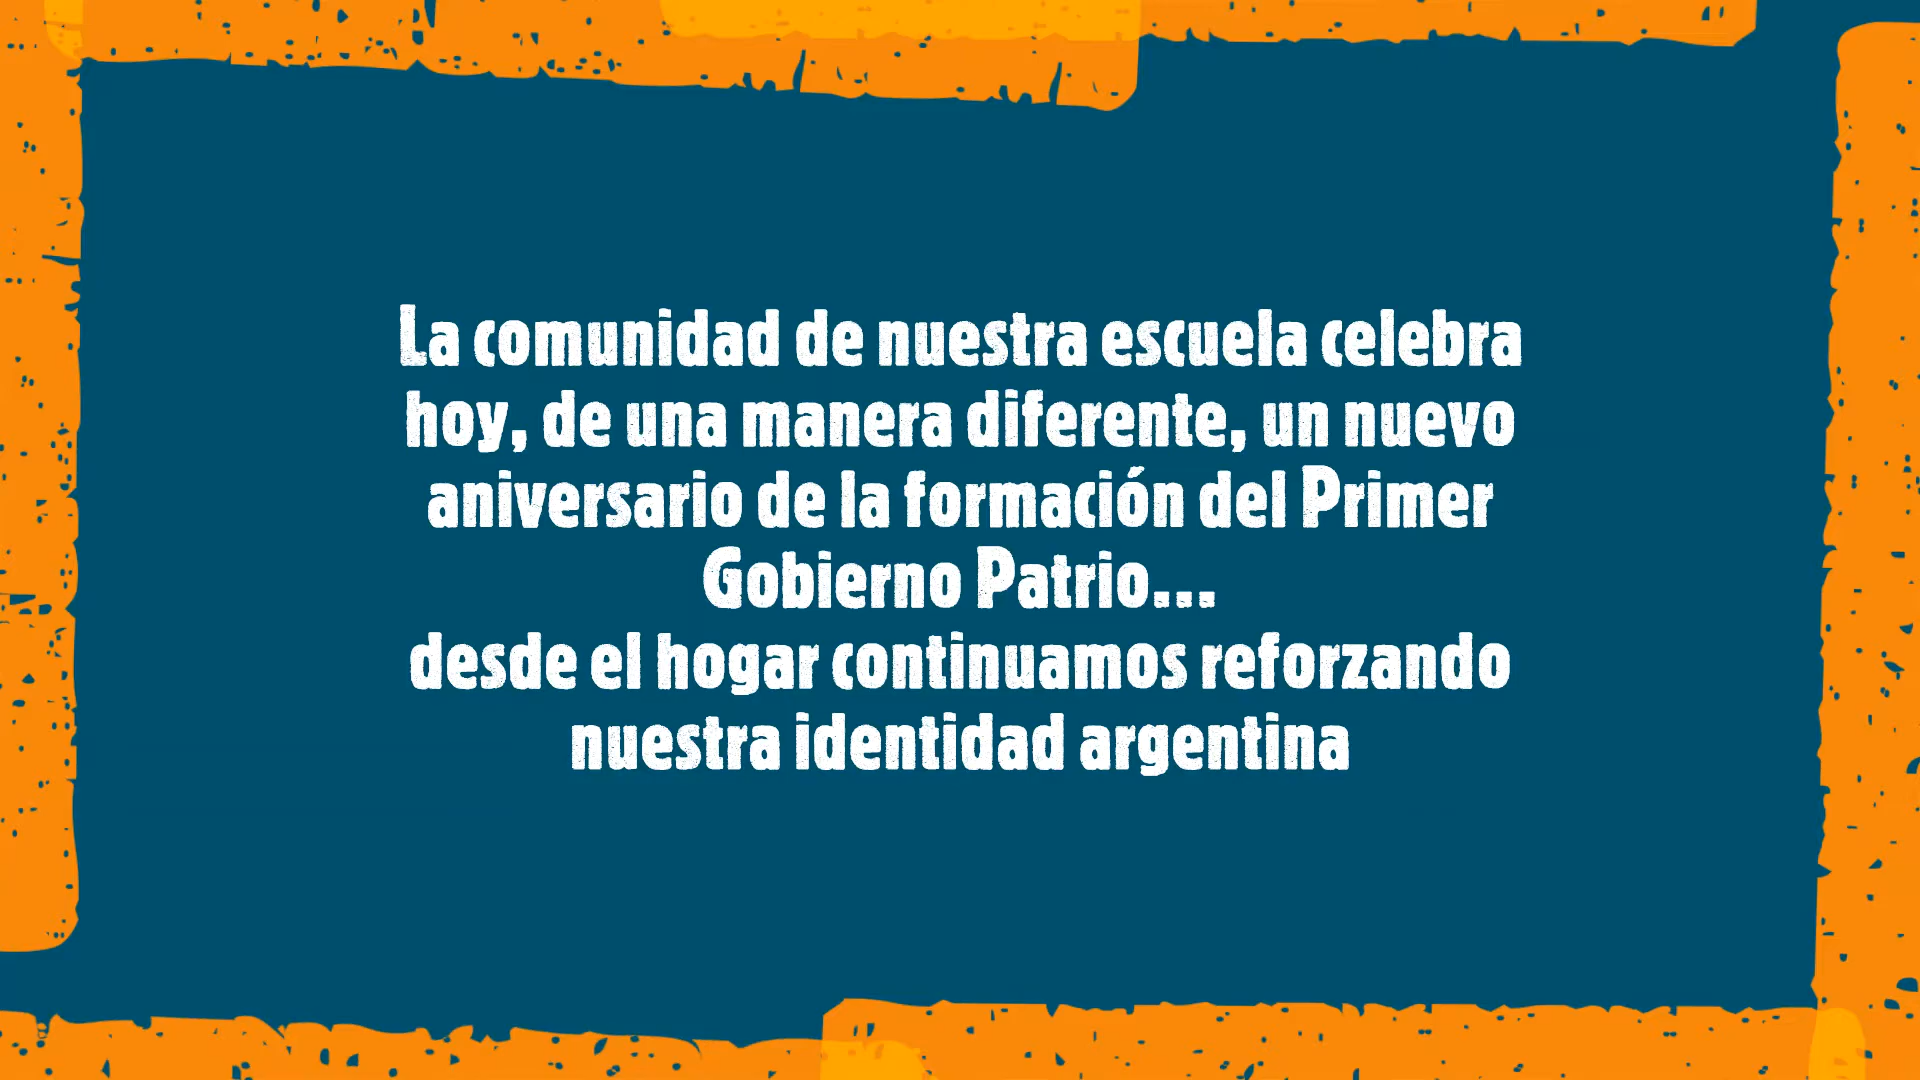 La comunidad de nuestra escuela celebra
hoy, de una manera diferente, un nuevo
aniversario de la formación del Primer
Gobierno Patrio...
desde el hogar continuamos reforzando
nuestra identidad argentina